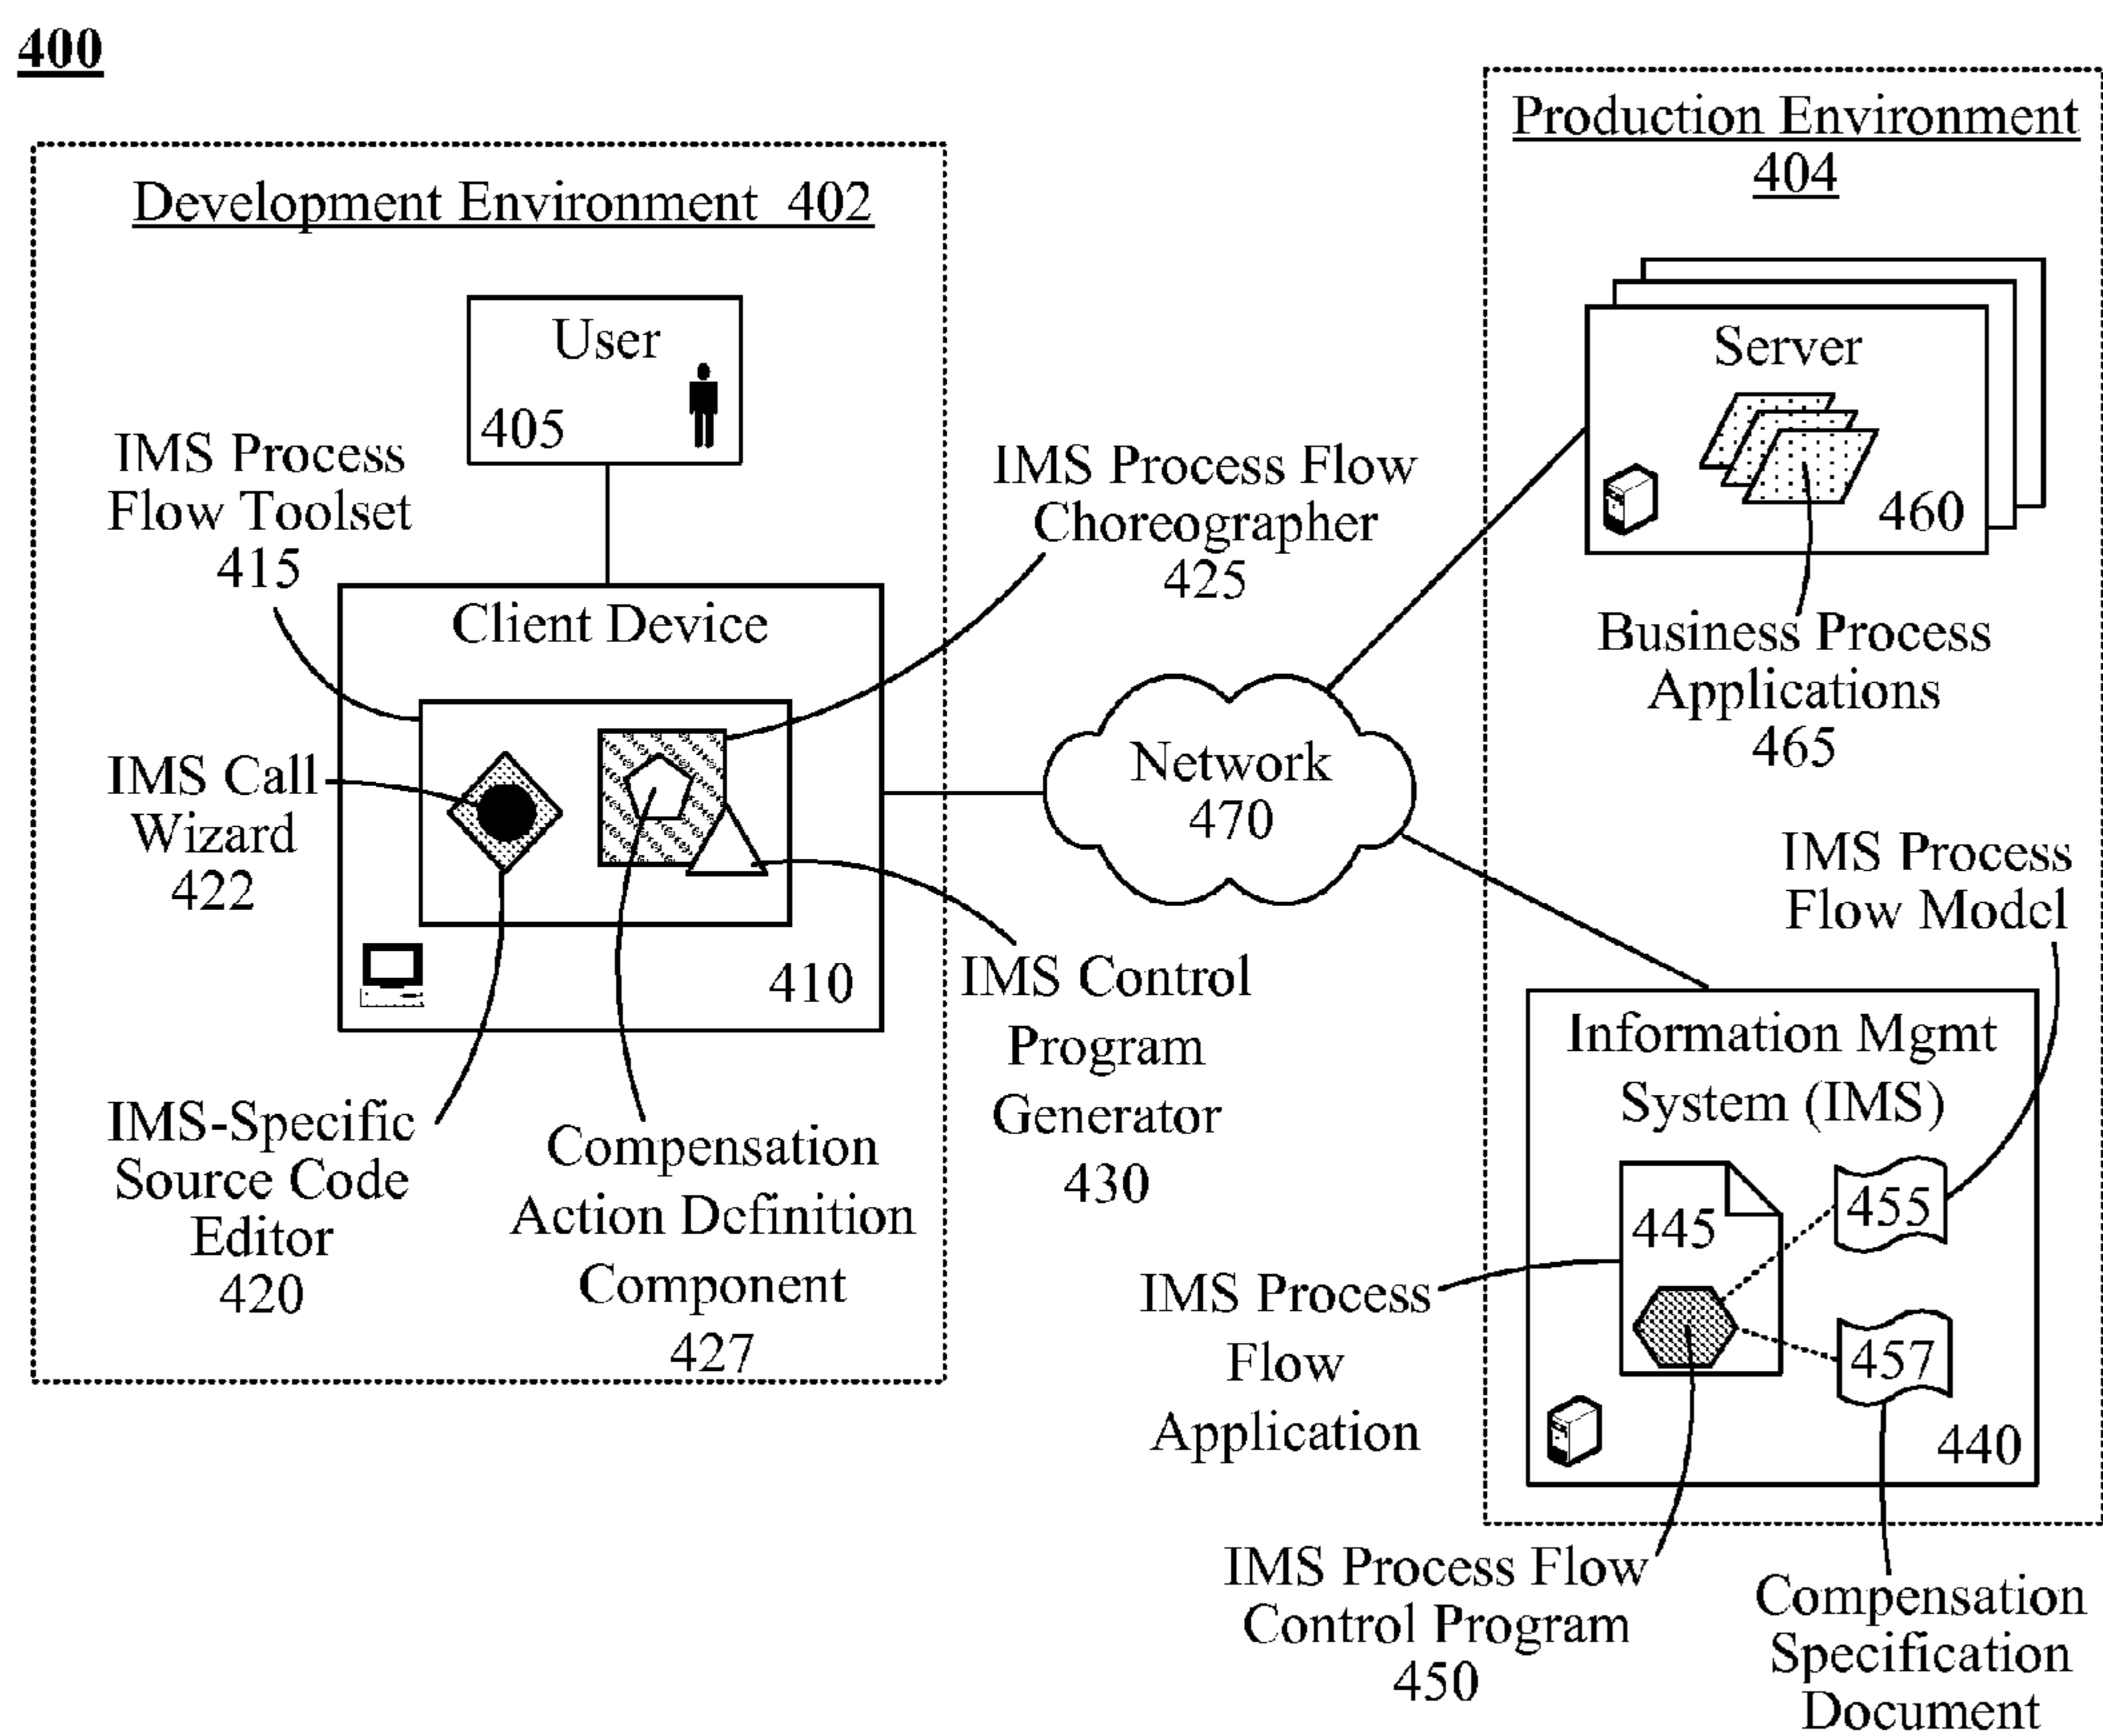 400
Development Environment 402
User
405
IMS Process
Flow Toolset
415
Client Device
IMS Call
Wizard
422
410
IMS-Specific
Source Code
Editor
420
Compensation
Action Definition
Component
427
IMS Process Flow
Choreographer
425
Network
470
IMS Control
Program
Generator
430
Production Environment
404
Server
460
Business Process
Applications
465
IMS Process
Flow Model
Information Mgmt
System (IMS)
445
455
457
440
IMS Process
Flow
Application
IMS Process Flow
Control Program
450
Compensation
Specification
Document